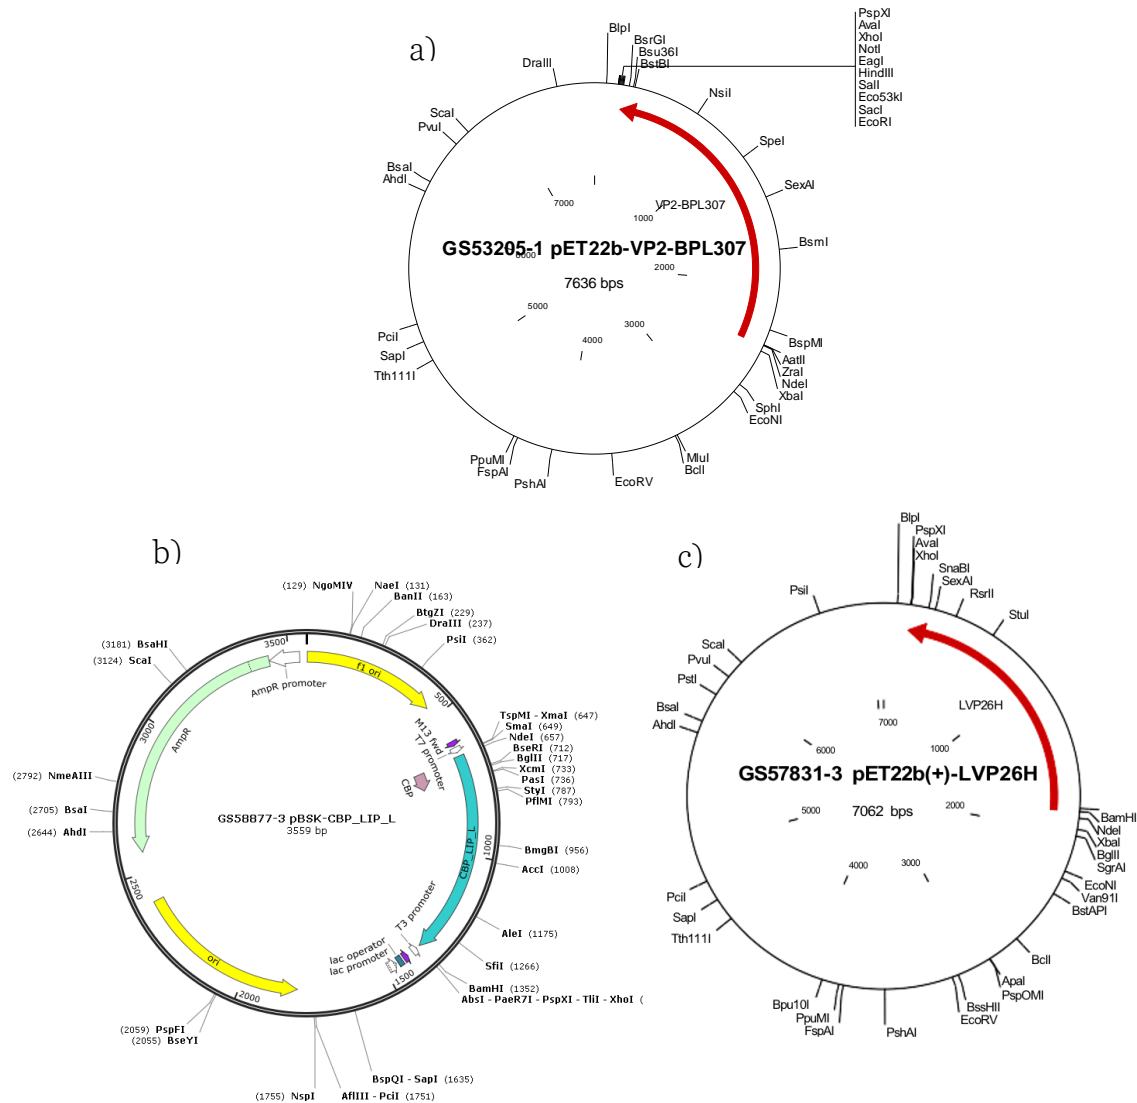 a)
BlpI
BsrGI
Bsu36I
BstBI
PspXI
AvaI
XhoI
NotI
EagI
HindIII
SalI
Eco53kI
SacI
EcoRI
DraIII
NsiI
ScaI
PvuI
SpeI
BsaI
AhdI
SexAI
7000
1000
VP2-BPL307
BsmI
GS53205-1 pET22b-VP2-BPL307
6000
2000
7636 bps
5000
3000
4000
PciI
SapI
Tth111I
BspMI
AatII
ZraI
NdeI
XbaI
SphI
EcoNI
PpuMI
FspAI
PshAI
EcoRV
MluI
BclI
b)
(129) NgoMIV
NaeI (131)
BanII (163)
BtgZI (229)
DraIII (237)
PsiI (362)
(3181) BsaHI
(3124) ScaI
3500
AmpR promoter
f1 ori
500
TspMI - XmaI (647)
SmaI (649)
NdeI (657)
BseRI (712)
BglII (717)
XcmI (733)
PasI (736)
StyI (787)
PflMI (793)
M13 fwd
T7 promoter
CBP
3000
AmpR
(2792) NmeAIII
(2705) BsaI
(2644) AhdI
GS58877-3 pBSK-CBP_LIP_L
3559 bp
CBP_LIP_L
1000
BmgBI (956)
AccI (1008)
2500
T3 promoter
lac operator
lac promoter
AleI (1175)
SfiI (1266)
BamHI (1352)
AbsI - PaeR7I - PspXI - TliI - XhoI (
1500
ori
2000
(2059) PspFI
(2055) BseYI
BspQI - SapI (1635)
(1755) NspI
AflIII - PciI (1751)
c)
BlpI
PspXI
AvaI
XhoI
SnaBI
SexAI
RsrII
StuI
PsiI
ScaI
PvuI
PstI
BsaI
AhdI
7000
LVP26H
6000
1000
GS57831-3 pET22b(+)-LVP26H
7062 bps
5000
2000
4000
3000
BamHI
NdeI
XbaI
BglII
SgrAI
EcoNI
Van91I
BstAPI
PciI
SapI
Tth111I
BclI
ApaI
PspOMI
Bpu10I
PpuMI
FspAI
PshAI
BssHII
EcoRV